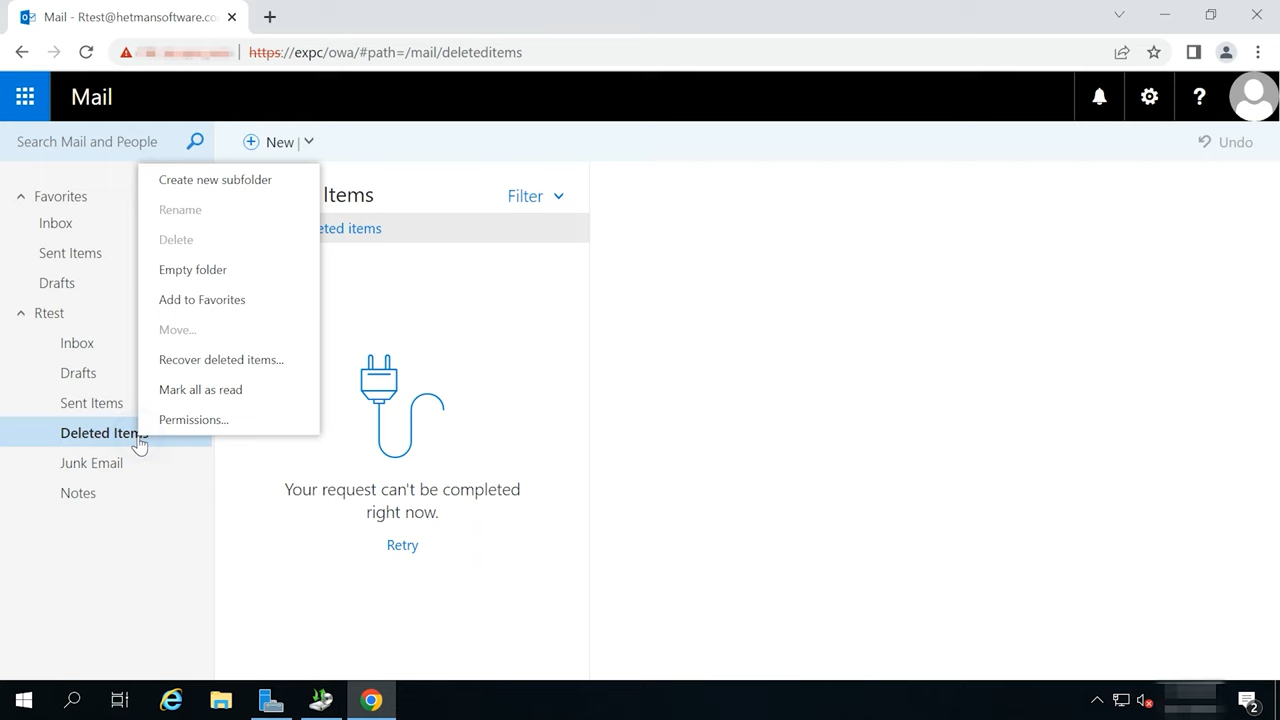 Mail - Rtest@hetmansoftware.co
https://expc/owa/#path=/mail/deleteditems
Mail
Search Mail and People
New
Undo
Favorites
Inbox
Sent Items
Drafts
Rtest
Inbox
Drafts
Sent Items
Deleted Items
Junk Email
Notes
Create new subfolder
Rename
Delete
Empty folder
Add to Favorites
Move...
Recover deleted items...
Mark all as read
Permissions...
Items
Filter
eted items
Your request can't be completed
right now.
Retry
2